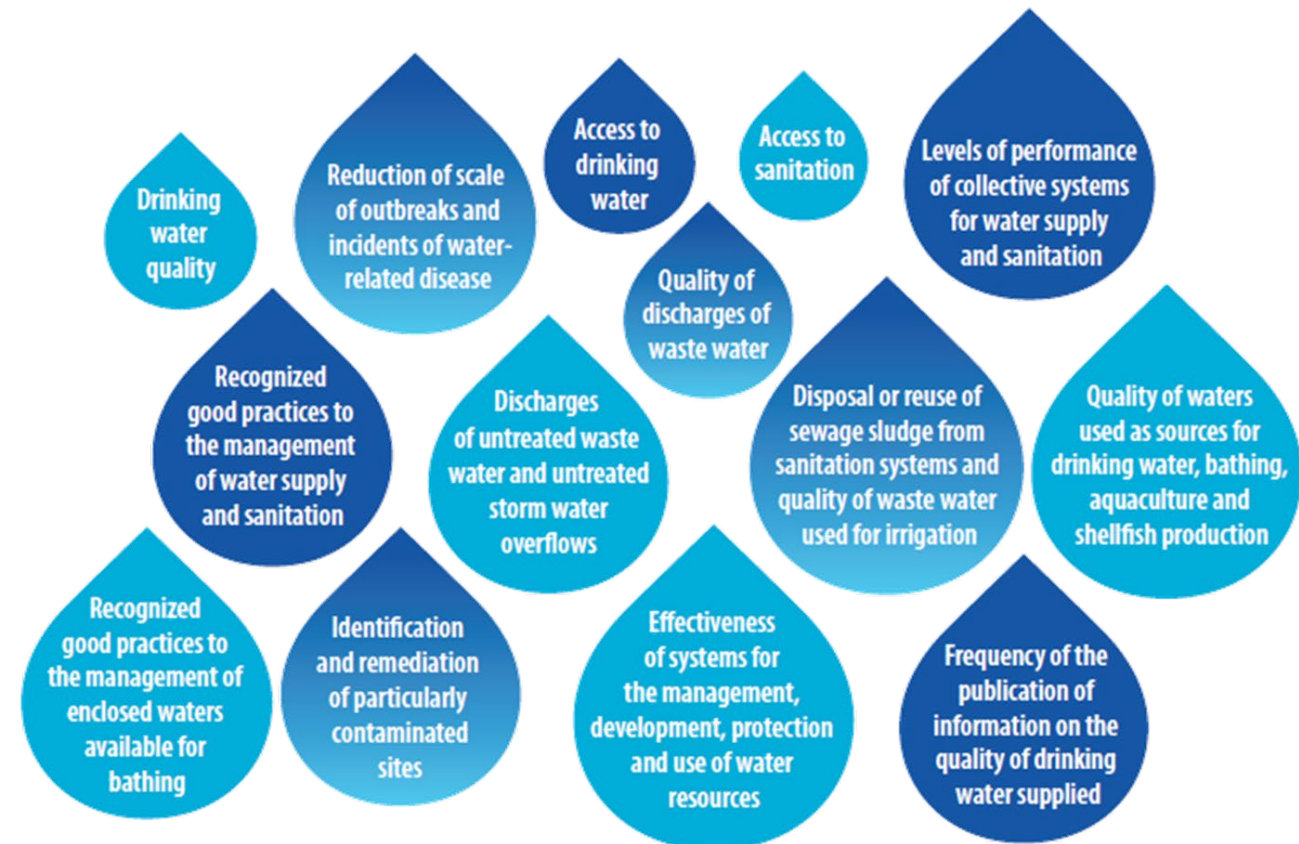 Drinking
water
quality
Reduction of scale
of outbreaks and
incidents of water-
related disease
Access to
drinking
water
Access to
sanitation
Levels of performance
of collective systems
for water supply
and sanitation
Quality of
discharges of
waste water
Recognized
good practices to
the management
of water supply
and sanitation
Discharges
of untreated waste
water and untreated
storm water
overflows
Disposal or reuse of
sewage sludge from
sanitation systems and
quality of waste water
used for irrigation
Quality of waters
used as sources for
drinking water, bathing,
aquaculture and
shellfish production
Recognized
good practices to
the management of
enclosed waters
available for
bathing
Identification
and remediation
of particularly
contaminated
sites
Effectiveness
of systems for
the management,
development, protection
and use of water
resources
Frequency of the
publication of
information on the
quality of drinking
water supplied